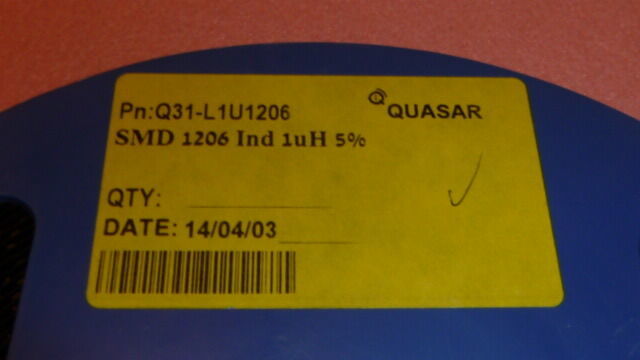 Pn:Q31-L1U1206
QUASAR
SMD 1206 Ind 1uH 5%
QTY:
DATE: 14/04/03